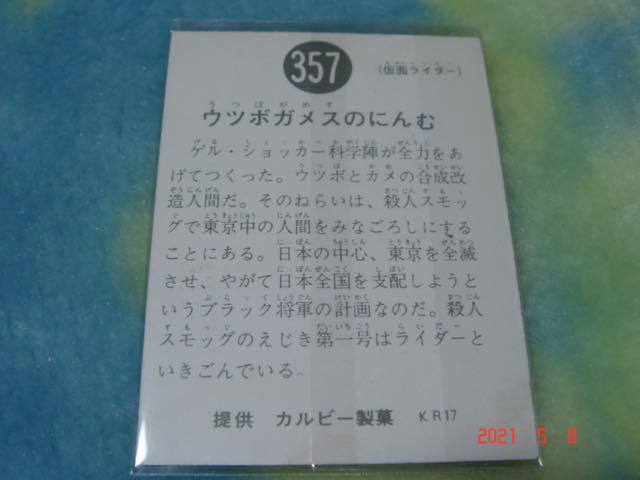 357
(仮面ライダー)
ウツボガメスのにんむ
ゲル・ショッカー科学陣が全力をあ
げてつくった。ウツボとカメの合成改
造人間だ。そのねらいは、殺人スモッ
グで東京中の人間をみなごろしにする
ことにある。日本の中心、東京を全滅
させ、やがて日本全国を支配しようと
いうブラック将軍の計画なのだ。殺人
スモッグのえじき第一号はライダーと
いきごんでいる。
提供 カルビー製菓 KR17
2021 5 8